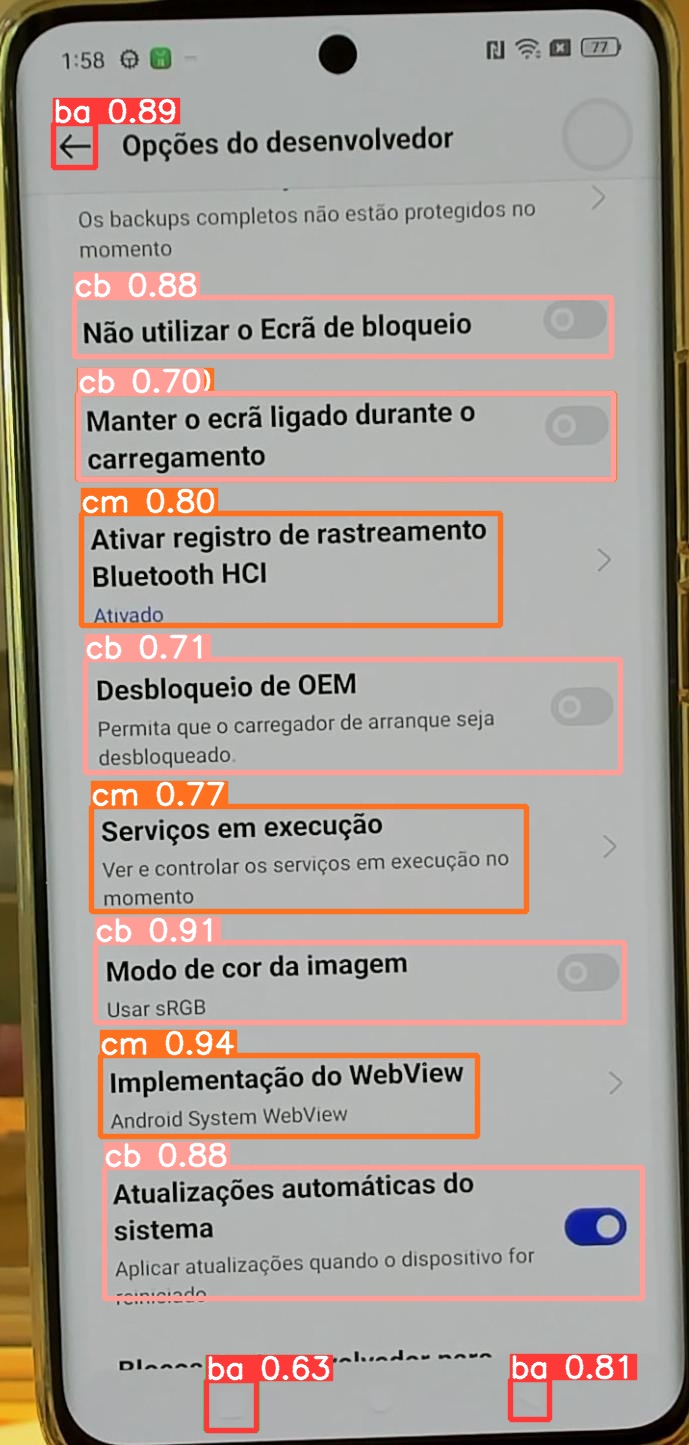 1:58
77
ba 0.89
Opções do desenvolvedor
Os backups completos não estão protegidos no
momento
cb 0.88
Não utilizar o Ecrã de bloqueio
cb 0.70
Manter o ecrã ligado durante o
carregamento
cm 0.80
Ativar registro de rastreamento
Bluetooth HCI
Ativado
cb 0.71
Desbloqueio de OEM
Permita que o carregador de arranque seja
desbloqueado.
cm 0.77
Serviços em execução
Ver e controlar os serviços em execução no
momento
cb 0.91
Modo de cor da imagem
Usar sRGB
cm 0.94
Implementação do WebView
Android System WebView
cb 0.88
Atualizações automáticas do
sistema
Aplicar atualizações quando o dispositivo for
reiniciado
ba 0.63
ba 0.81